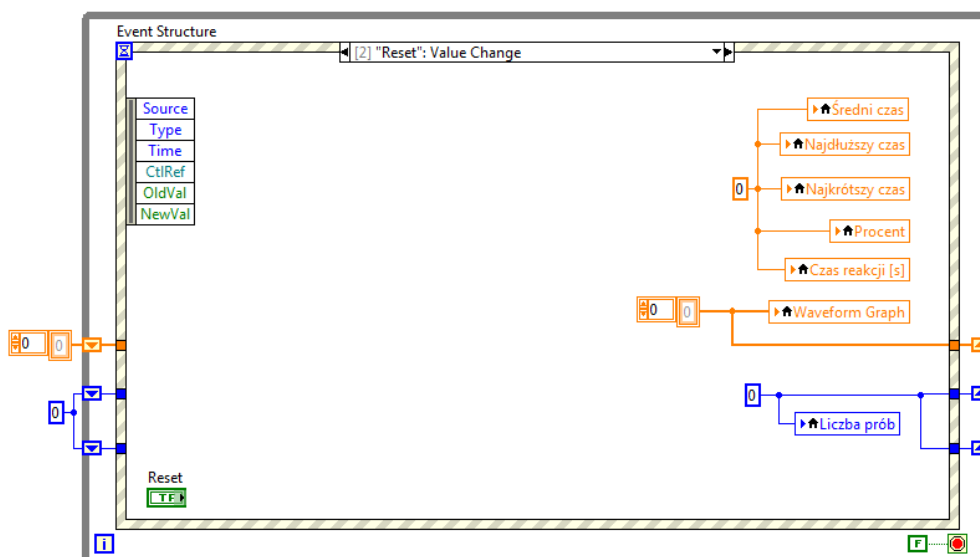 Event Structure
[2] "Reset": Value Change
Source
Type
Time
CtlRef
OldVal
NewVal
Średni czas
Najdłuższy czas
0
Najkrótszy czas
Procent
Czas reakcji [s]
0
0
Waveform Graph
0
0
0
0
Liczba prób
Reset
TF
i
F